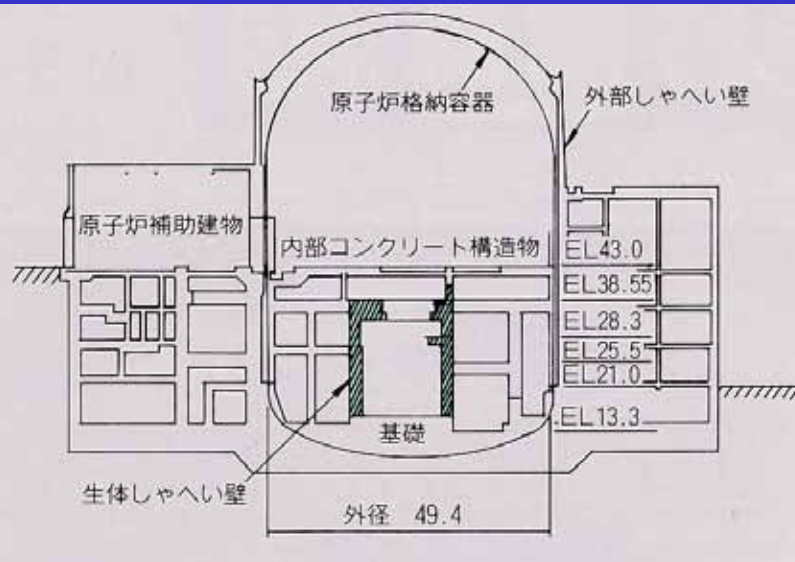 原子炉格納容器
外部しゃへい壁
原子炉補助建物
内部コンクリート構造物
EL43.0
EL38.55
EL28.3
EL25.5
EL21.0
EL13.3
基礎
生体しゃへい壁
外径 49.4